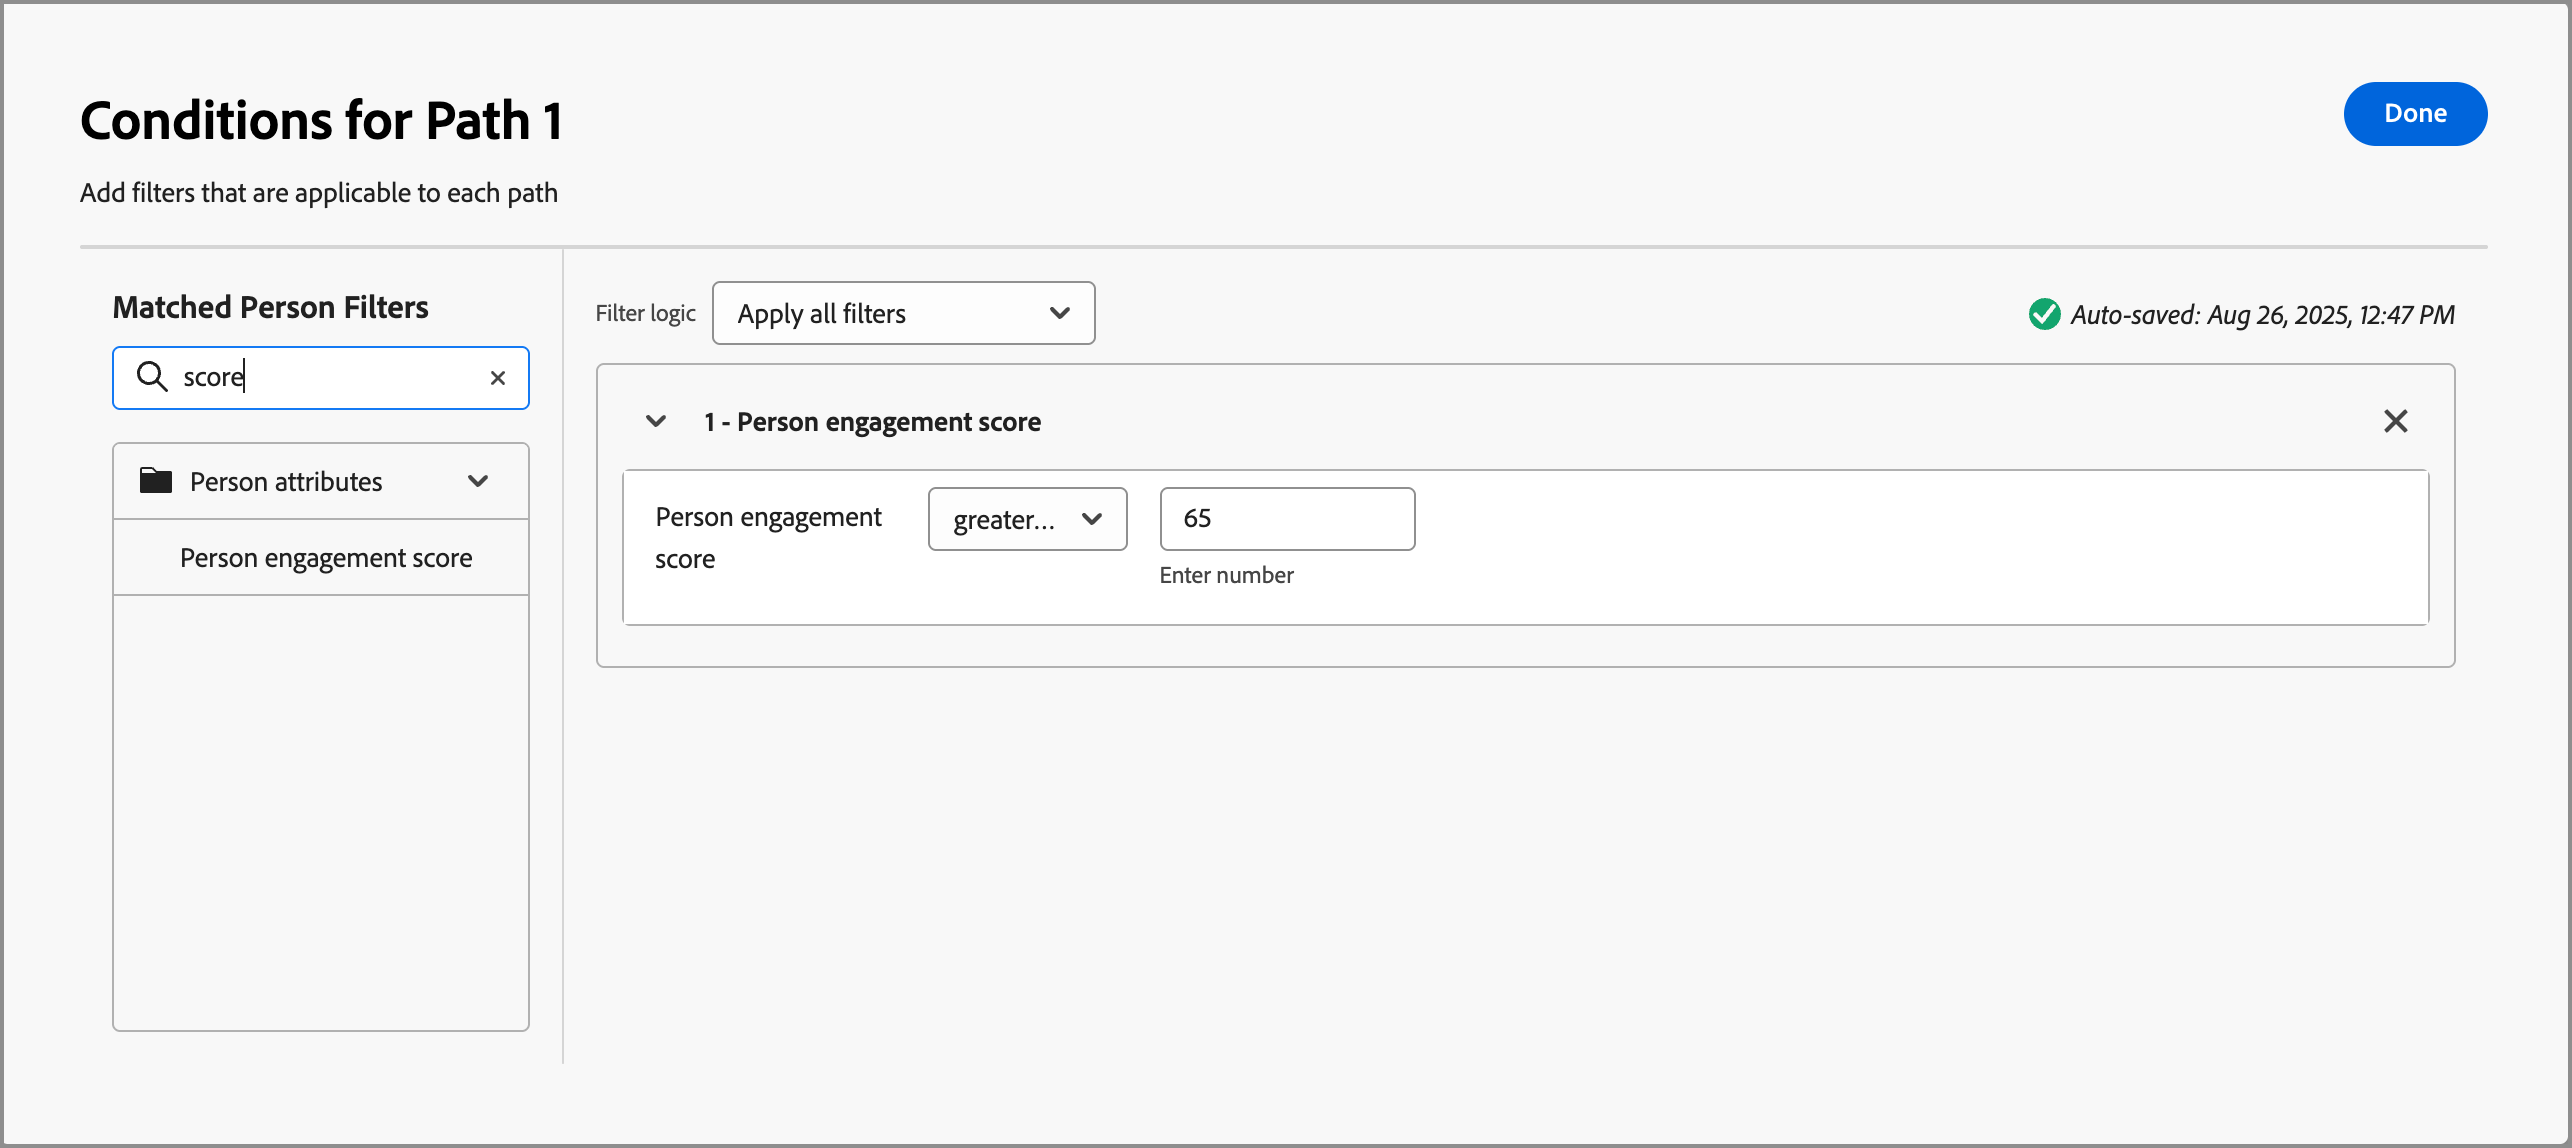 Conditions for Path 1
Done
Add filters that are applicable to each path
Matched Person Filters
score
Person attributes
Person engagement score
Filter logic
Apply all filters
Auto-saved: Aug 26, 2025, 12:47 PM
1 - Person engagement score
Person engagement
score
greater...
65
Enter number